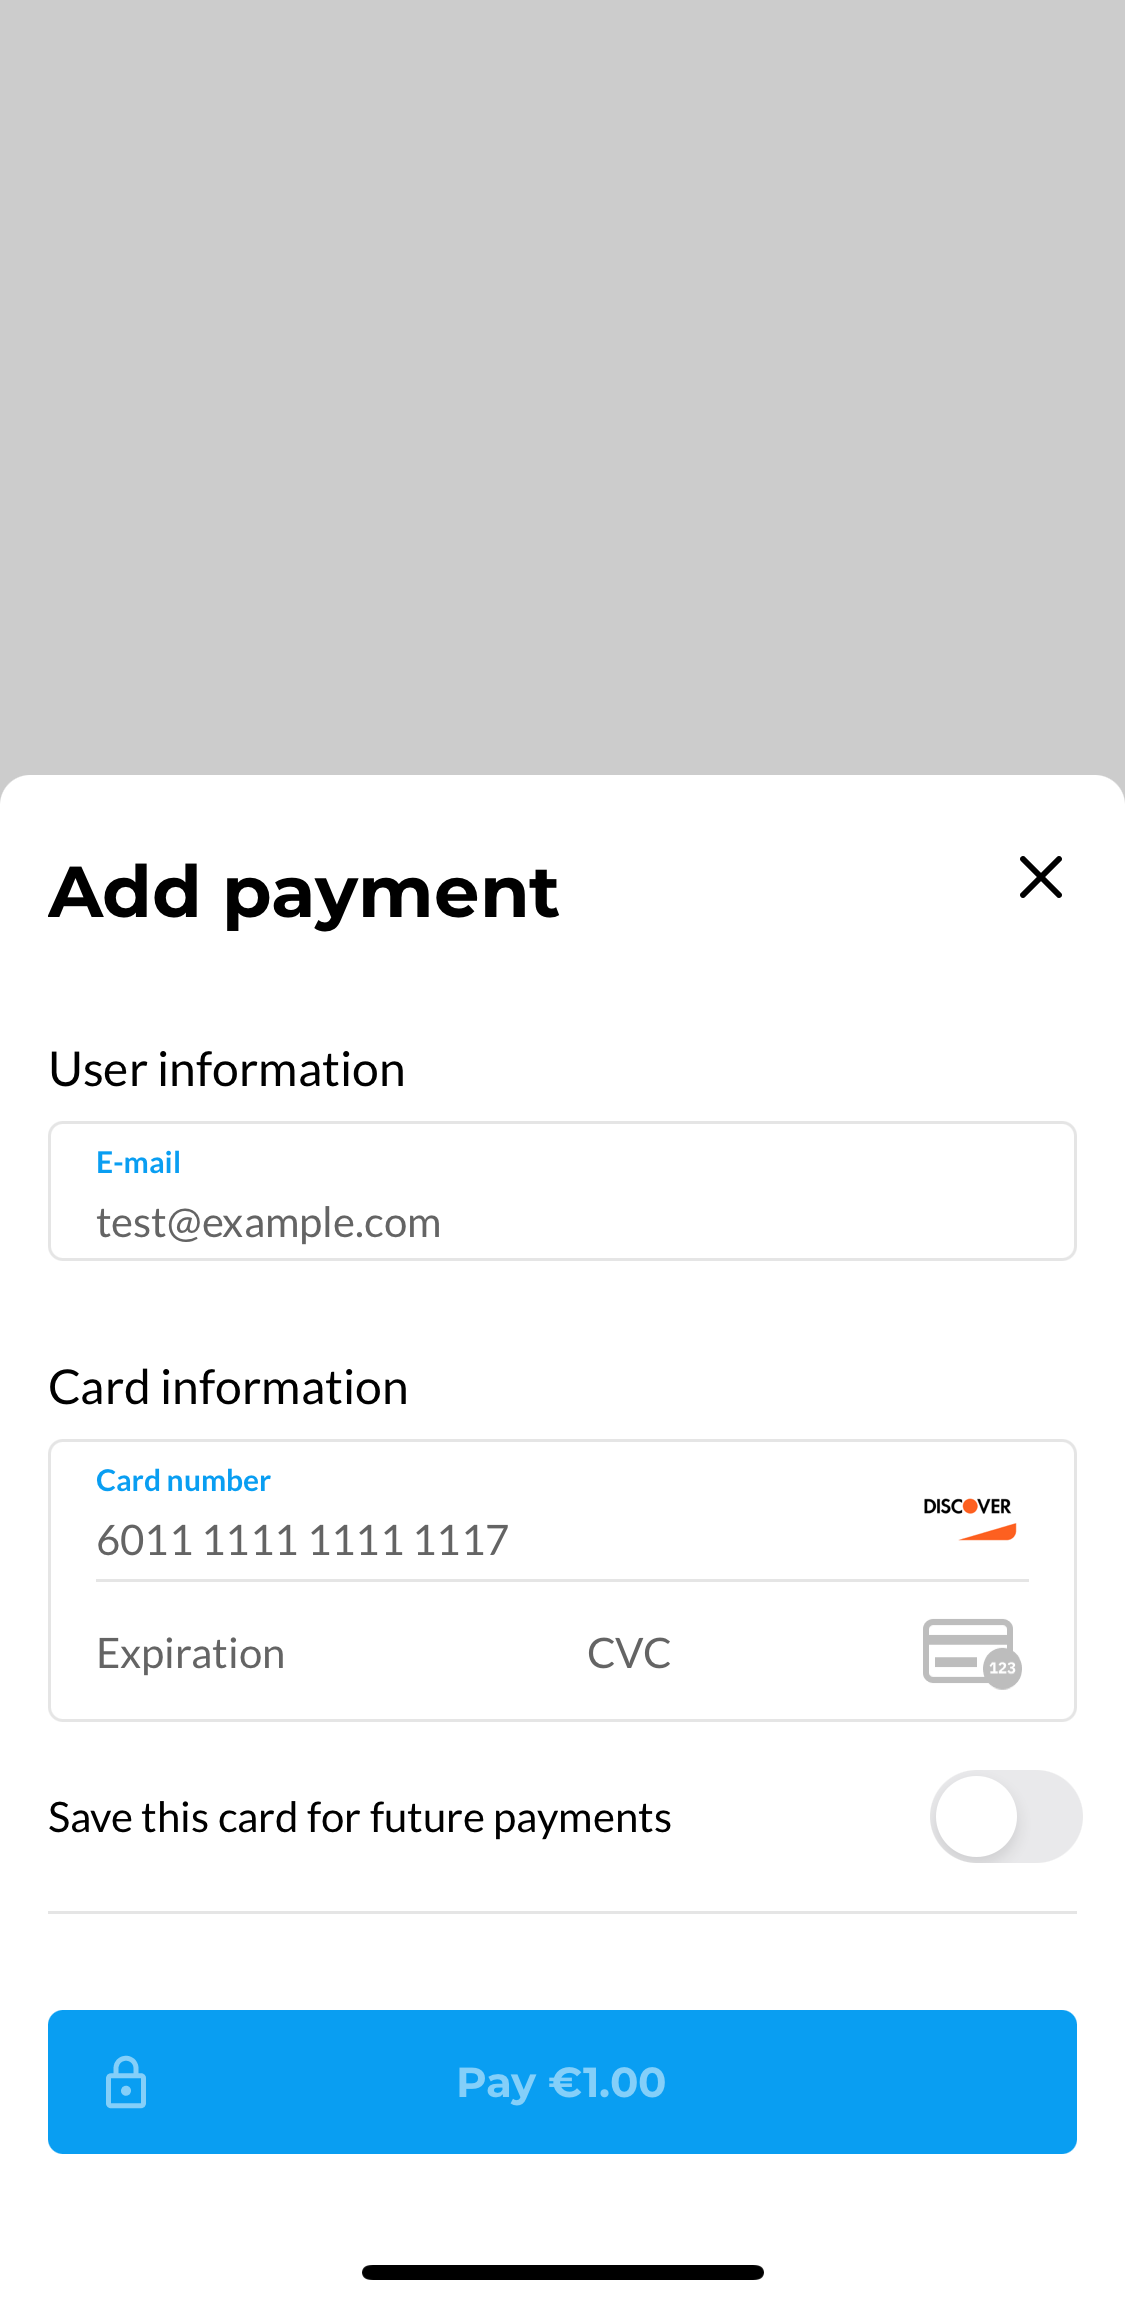 Add payment
User information
E-mail
test@example.com
Card information
Card number
6011 1111 1111 1117
DISCOVER
Expiration
CVC
123
Save this card for future payments
Pay €1.00